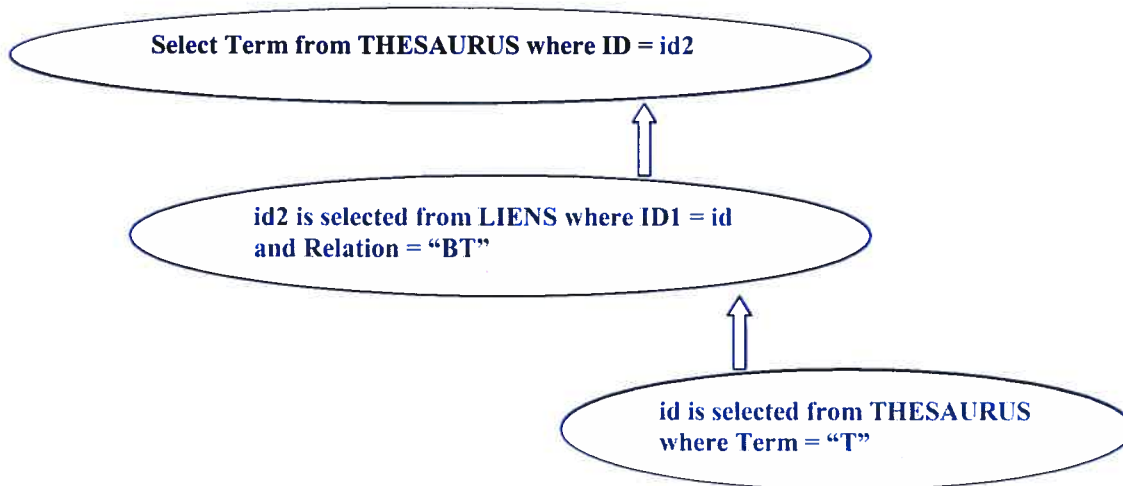 Select Term from THESAURUS where ID = id2
id2 is selected from LIENS where ID1 = id
and Relation = “BT”
id is selected from THESAURUS
where Term = “T”